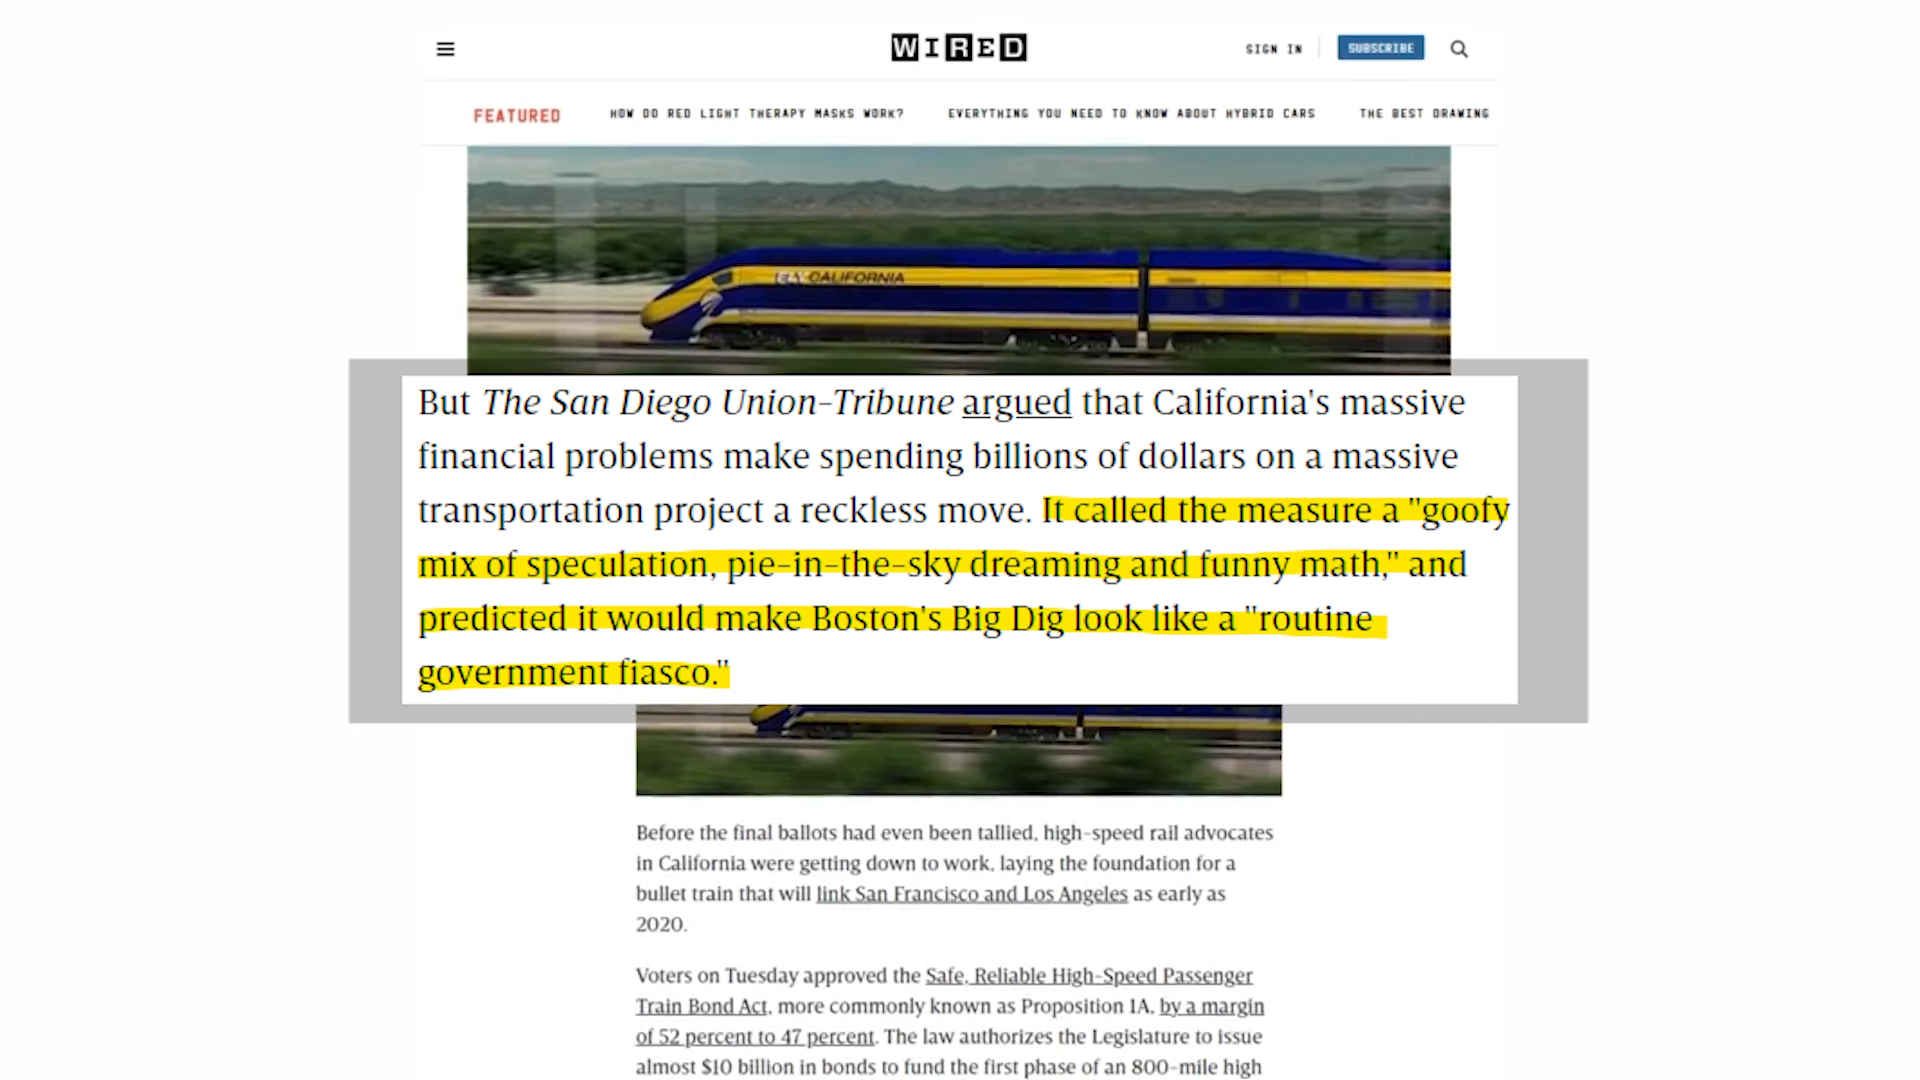 WIRED
SIGN IN
SUBSCRIBE
FEATURED
HOW DO RED LIGHT THERAPY MASKS WORK?
EVERYTHING YOU NEED TO KNOW ABOUT HYBRID CARS
THE BEST DRAWING
FLY CALIFORNIA
But The San Diego Union-Tribune argued that California's massive
financial problems make spending billions of dollars on a massive
transportation project a reckless move. It called the measure a "goofy
mix of speculation, pie-in-the-sky dreaming and funny math," and
predicted it would make Boston's Big Dig look like a "routine
government fiasco."
Before the final ballots had even been tallied, high-speed rail advocates
in California were getting down to work, laying the foundation for a
bullet train that will link San Francisco and Los Angeles as early as
2020.
Voters on Tuesday approved the Safe, Reliable High-Speed Passenger
Train Bond Act, more commonly known as Proposition 1A, by a margin
of 52 percent to 47 percent. The law authorizes the Legislature to issue
almost $10 billion in bonds to fund the first phase of an 800-mile high